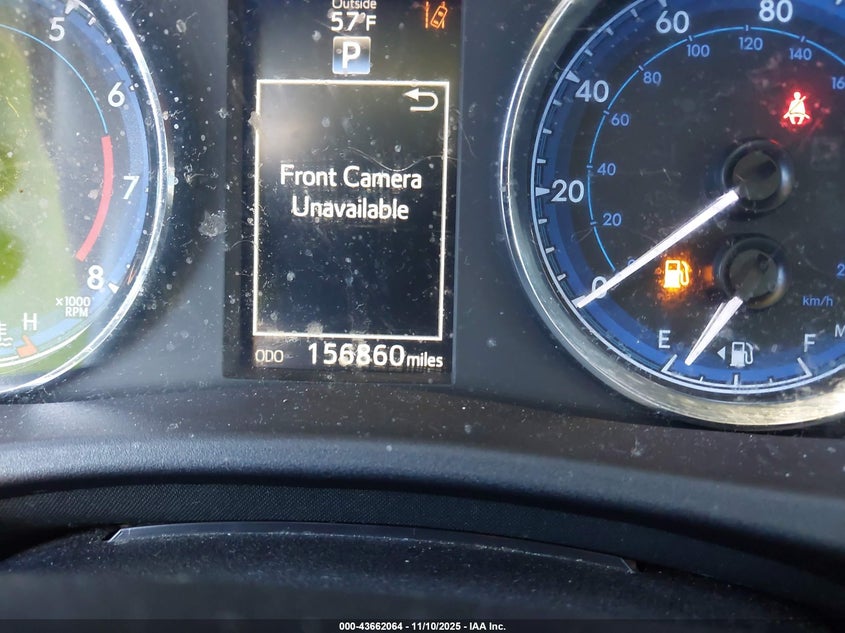 Outside
57°F
P
Front Camera
Unavailable
ODO 156860 miles
5
6
7
8
x1000
RPM
H
0
20
40
60
80
20
40
60
80
100
120
140
km/h
E
F
000-43662064 - 11/10/2025 - IAA Inc.